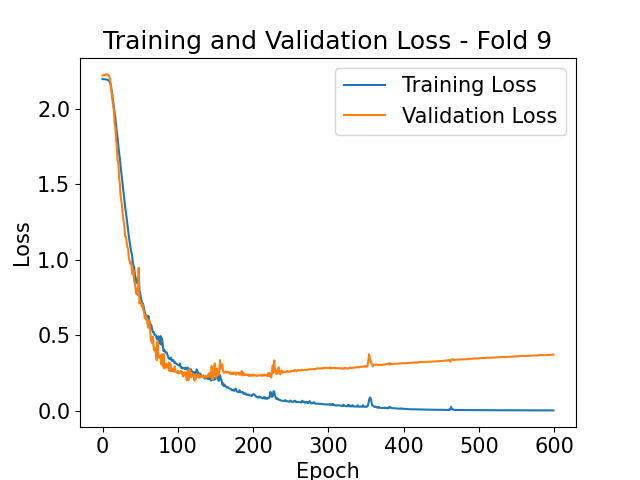 Training and Validation Loss - Fold 9
Training Loss
Validation Loss
Loss
2.0
1.5
1.0
0.5
0.0
0 100 200 300 400 500 600
Epoch